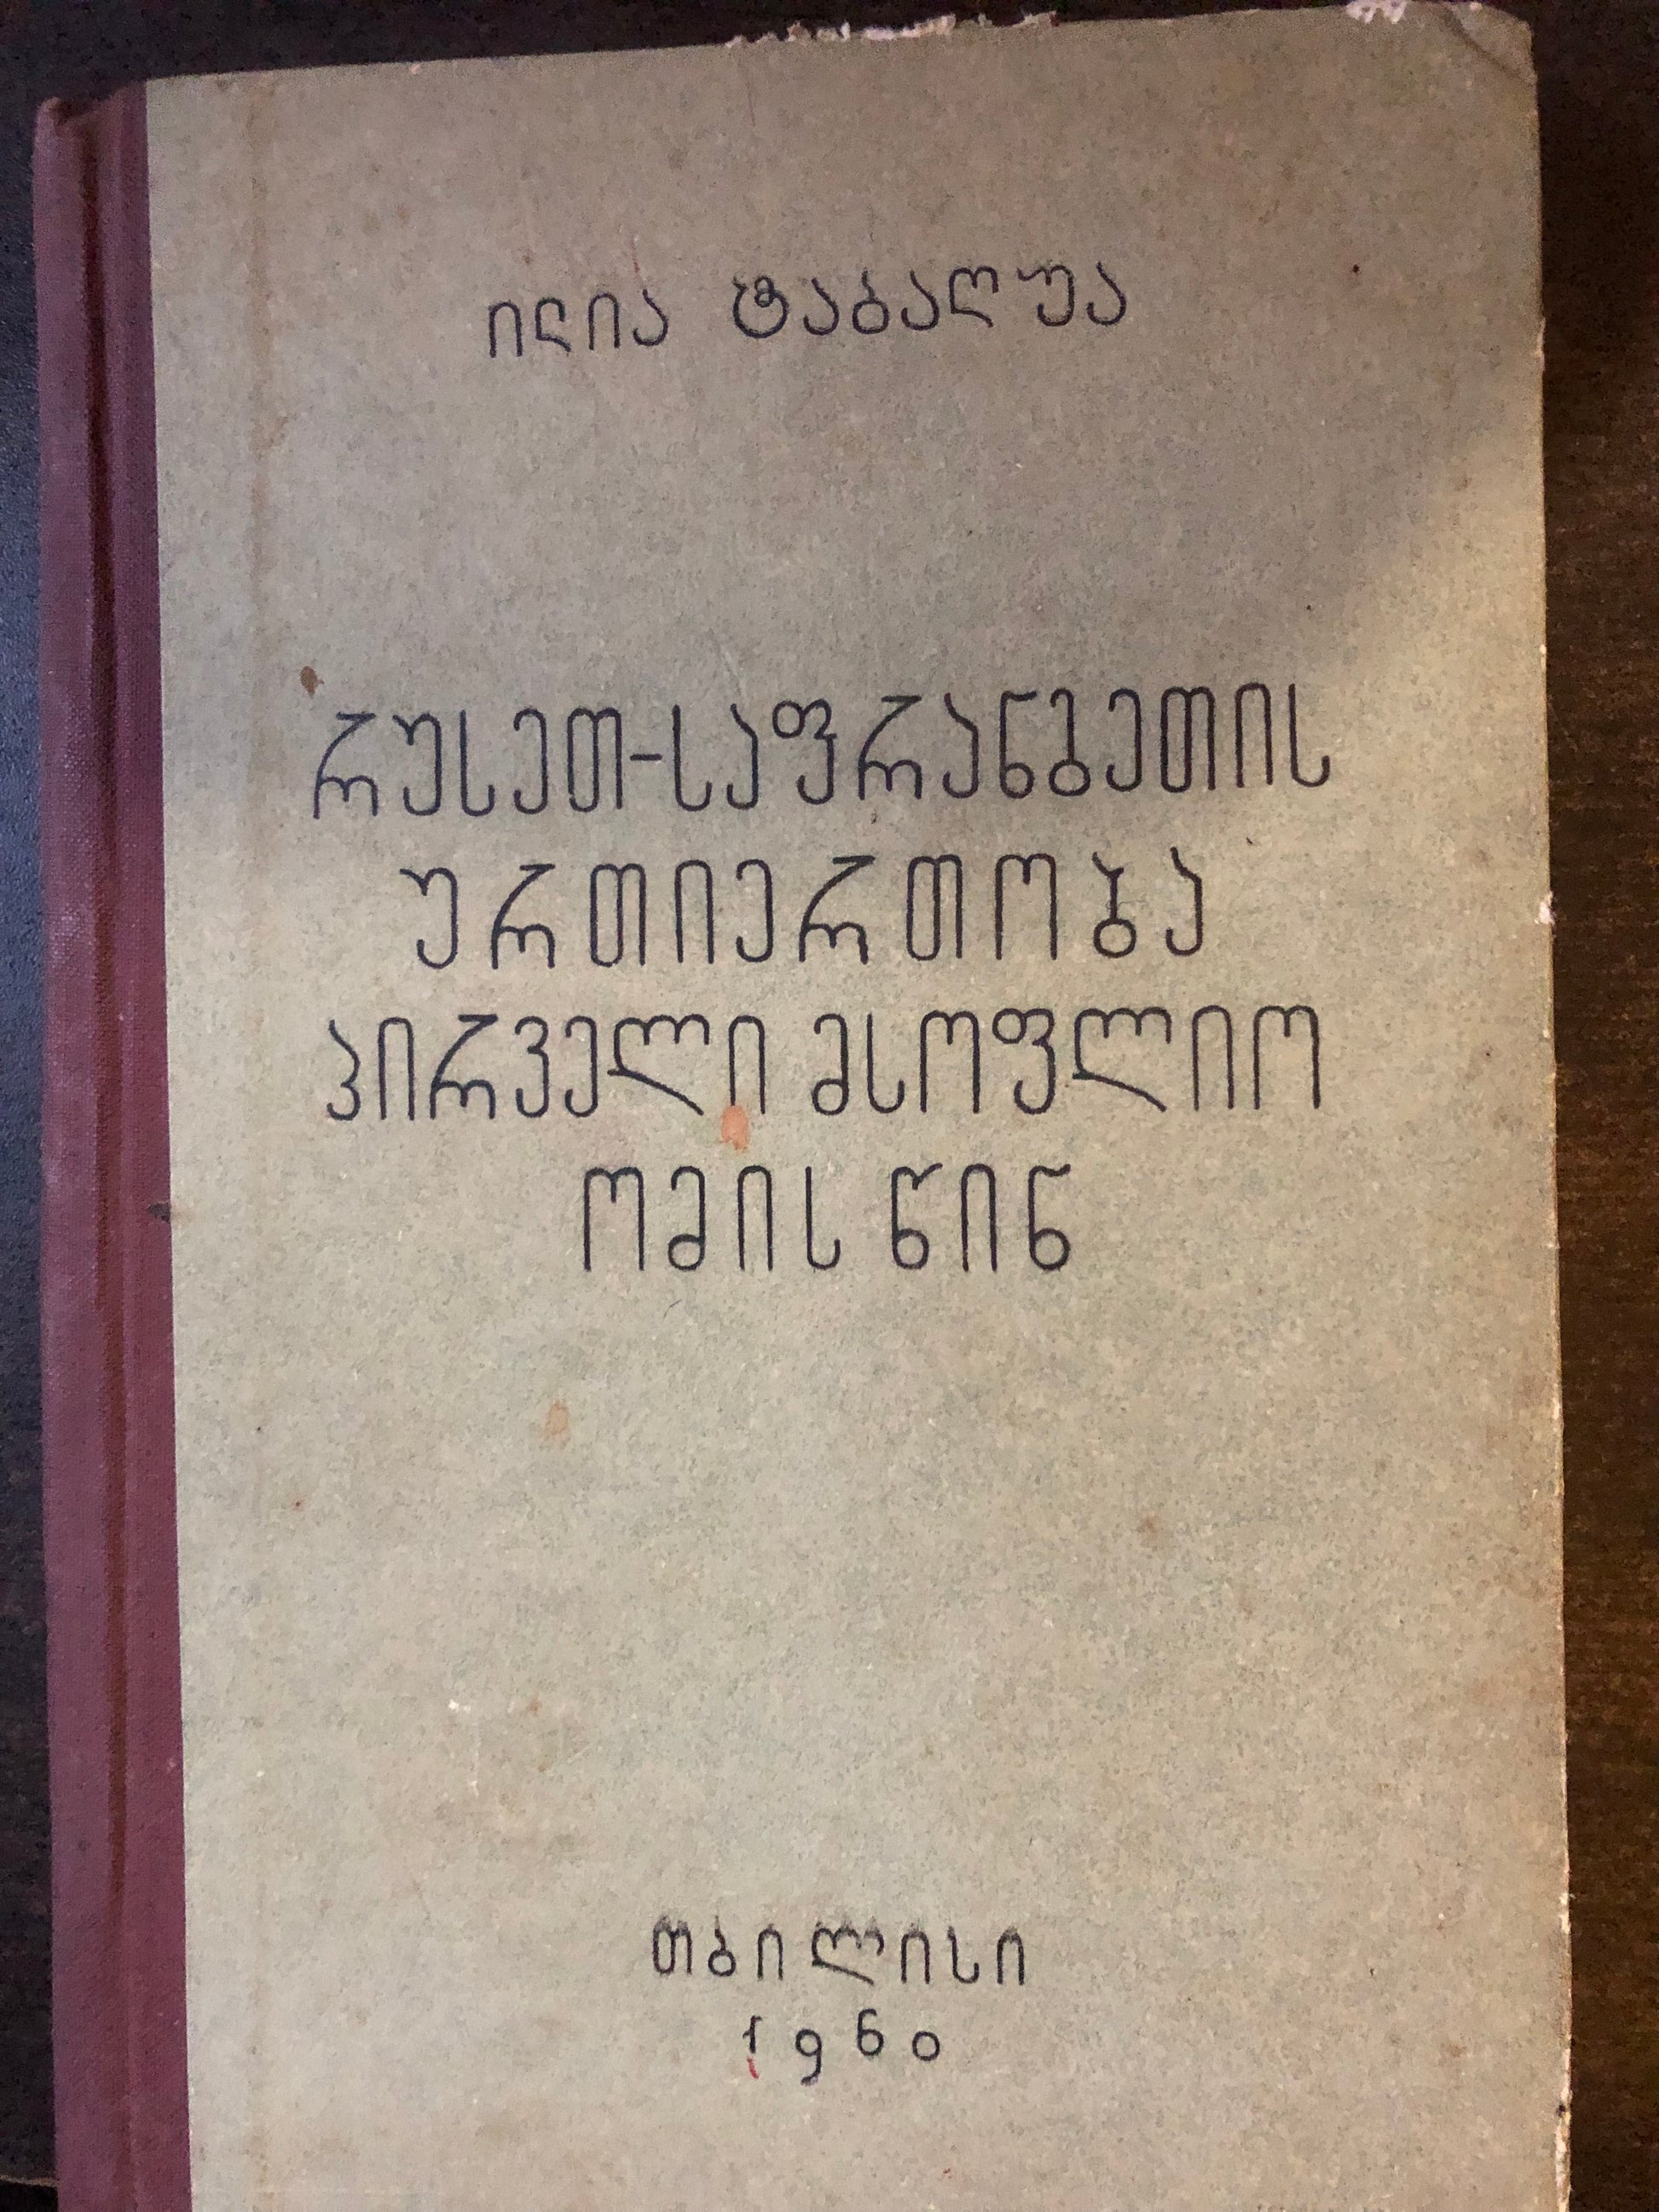 ილია ტაბაღუა
რუსეთ-საფრანგეთის
ურთიერთობა
პირველი მსოფლიო
ომის წინ
თბილისი
1960